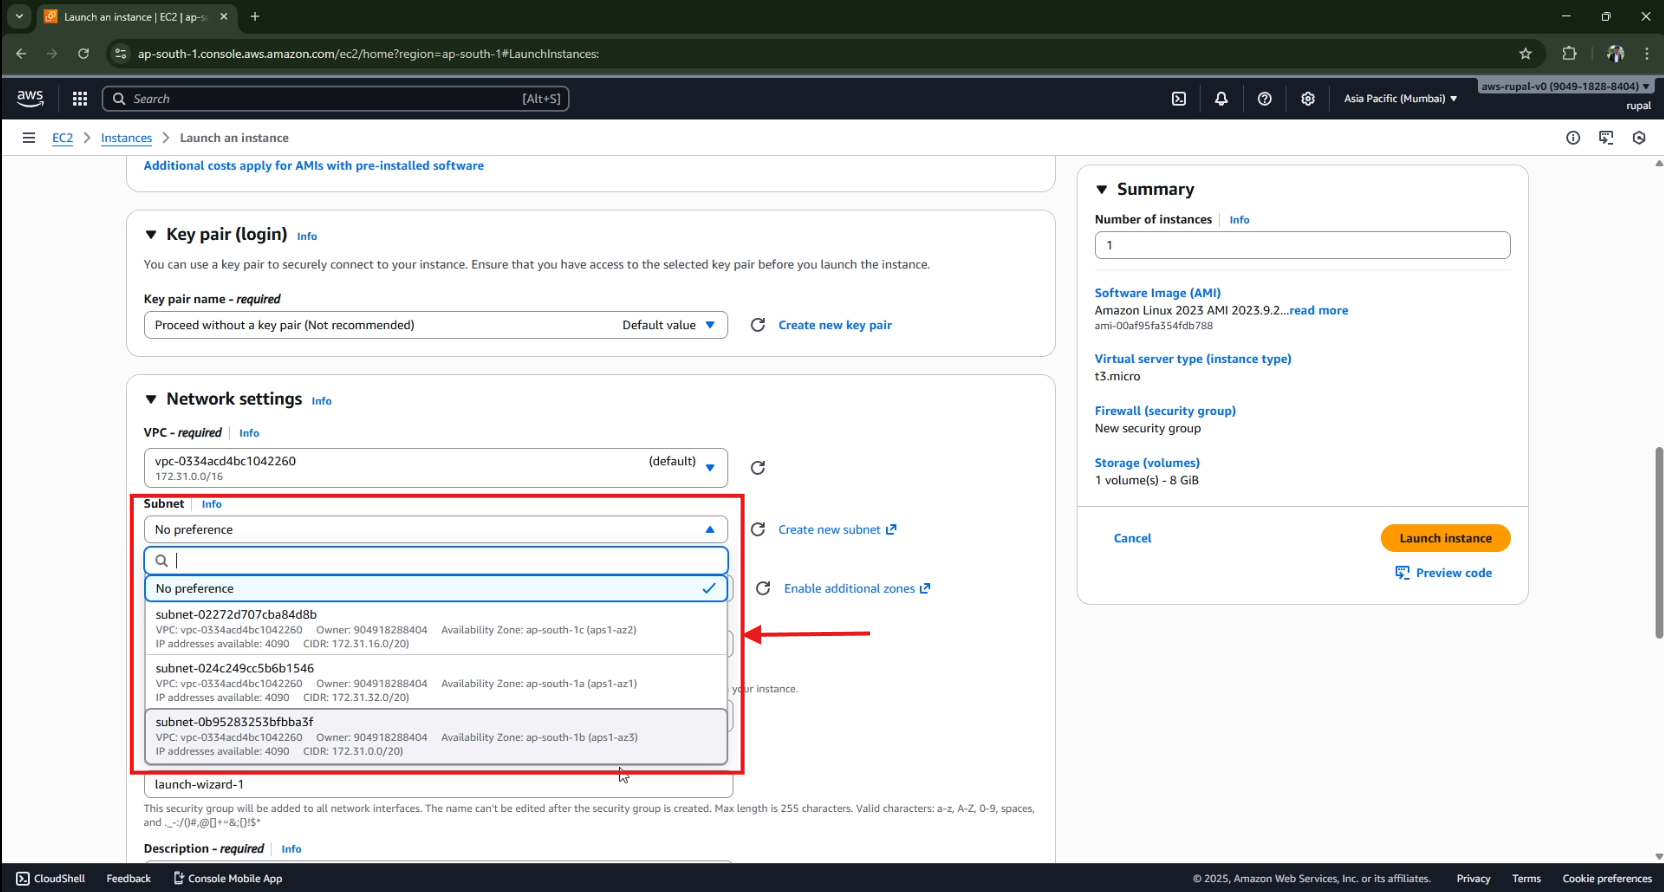 Launch an instance | EC2 | ap-s
ap-south-1.console.aws.amazon.com/ec2/home?region=ap-south-1#LaunchInstances:
aws
Search
[Alt+S]
Asia Pacific (Mumbai)
aws-rupal-v0 (9049-1828-8404)
rupal
EC2
Instances
Launch an instance
Additional costs apply for AMIs with pre-installed software
Key pair (login) Info
You can use a key pair to securely connect to your instance. Ensure that you have access to the selected key pair before you launch the instance.
Key pair name - required
Proceed without a key pair (Not recommended) Default value
Create new key pair
Network settings Info
VPC - required Info
vpc-0334acd4bc1042260 (default)
172.31.0.0/16
Subnet Info
No preference
Create new subnet
No preference
Enable additional zones
subnet-02272d707cba84d8b
VPC: vpc-0334acd4bc1042260 Owner: 904918288404 Availability Zone: ap-south-1c (aps1-az2)
IP addresses available: 4090 CIDR: 172.31.16.0/20)
subnet-024c249cc5b6b1546
VPC: vpc-0334acd4bc1042260 Owner: 904918288404 Availability Zone: ap-south-1a (aps1-az1)
IP addresses available: 4090 CIDR: 172.31.32.0/20)
your instance.
subnet-0b95283253bfbba3f
VPC: vpc-0334acd4bc1042260 Owner: 904918288404 Availability Zone: ap-south-1b (aps1-az3)
IP addresses available: 4090 CIDR: 172.31.0.0/20)
launch-wizard-1
This security group will be added to all network interfaces. The name can't be edited after the security group is created. Max length is 255 characters. Valid characters: a-z, A-Z, 0-9, spaces,
and ._-:/()#,@[]+=&;{}!$*
Description - required Info
Summary
Number of instances Info
1
Software Image (AMI)
Amazon Linux 2023 AMI 2023.9.2...read more
ami-00af95fa354fdb788
Virtual server type (instance type)
t3.micro
Firewall (security group)
New security group
Storage (volumes)
1 volume(s) - 8 GiB
Cancel
Launch instance
Preview code
CloudShell
Feedback
Console Mobile App
© 2025, Amazon Web Services, Inc. or its affiliates.
Privacy
Terms
Cookie preferences